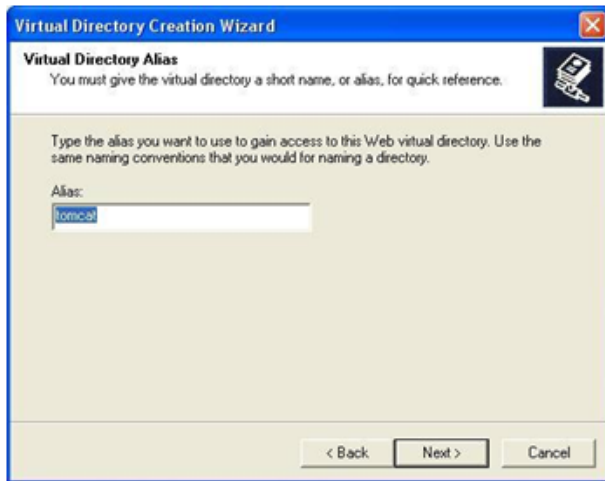 Virtual Directory Creation Wizard
Virtual Directory Alias
You must give the virtual directory a short name, or alias, for quick reference.
Type the alias you want to use to gain access to this Web virtual directory. Use the
same naming conventions that you would for naming a directory.
Alias:
tomcat
< Back Next > Cancel